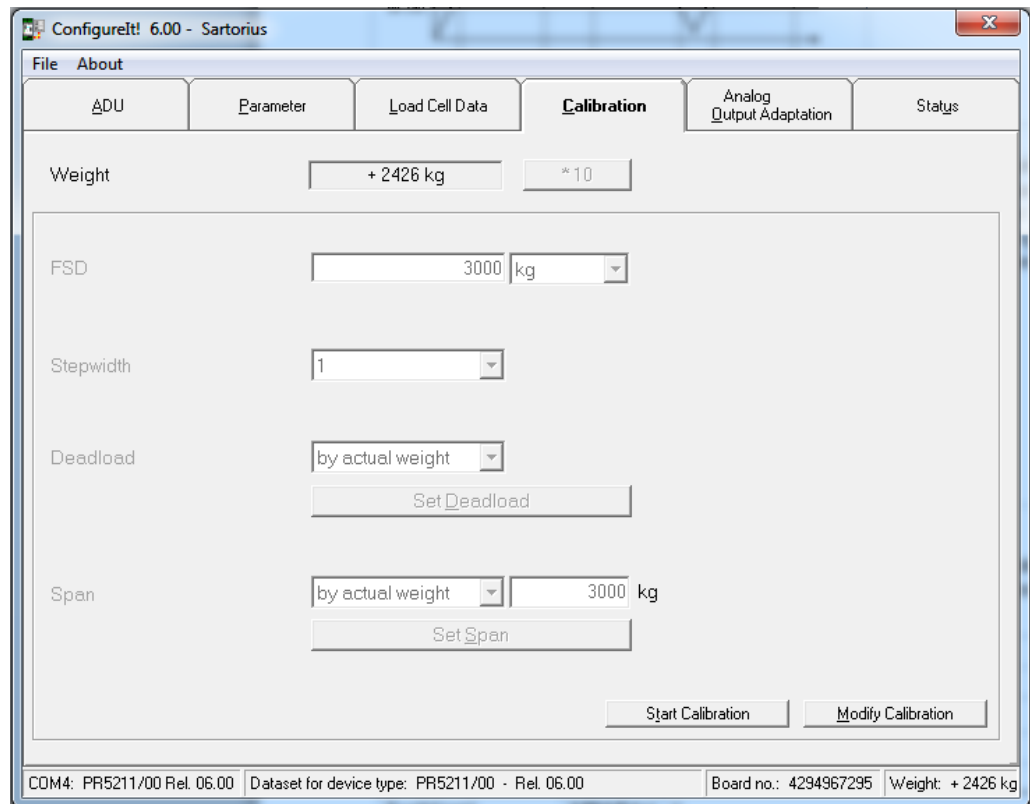 ConfigureIt! 6.00 - Sartorius
File About
ADU Parameter Load Cell Data Calibration Analog Output Adaptation Status
Weight + 2426 kg * 10
FSD 3000 kg
Stepwidth 1
Deadload by actual weight
Set Deadload
Span by actual weight 3000 kg
Set Span
Start Calibration Modify Calibration
COM4: PR5211/00 Rel. 06.00 Dataset for device type: PR5211/00 - Rel. 06.00 Board no.: 4294967295 Weight: + 2426 kg